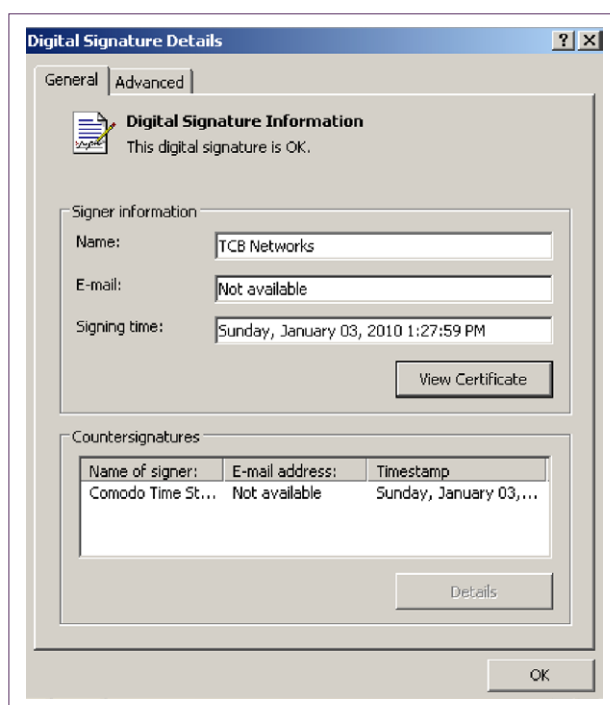 Digital Signature Details
General Advanced
Digital Signature Information
This digital signature is OK.
Signer information
Name: TCB Networks
E-mail: Not available
Signing time: Sunday, January 03, 2010 1:27:59 PM
View Certificate
Countersignatures
Name of signer: E-mail address: Timestamp
Comodo Time St... Not available Sunday, January 03,...
Details
OK